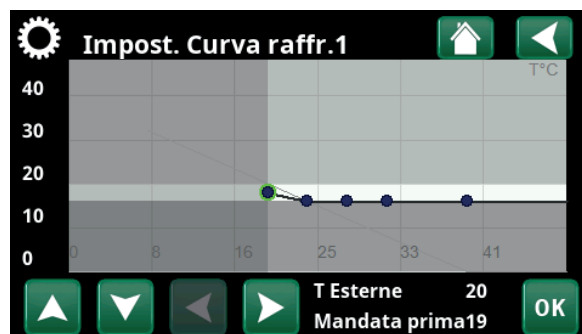 Impost. Curva raffr.1
T°C
40
30
20
10
0
0 8 16 25 33 41
T Esterne 20
Mandata prima19
OK